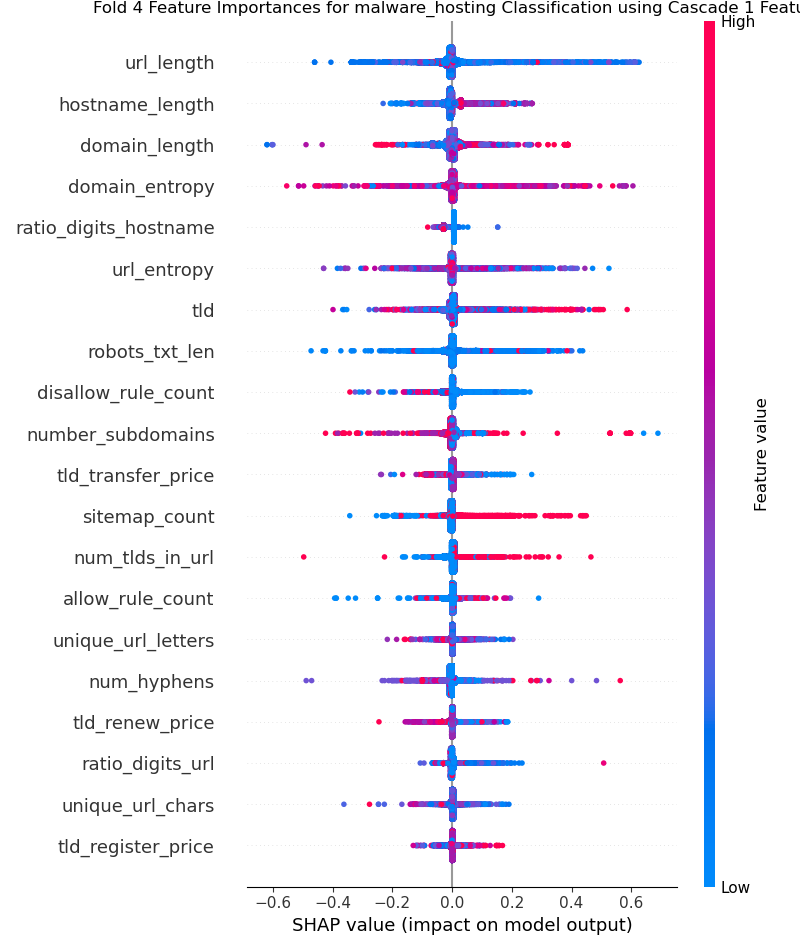 Fold 4 Feature Importances for malware_hosting Classification using Cascade 1 Featu
High
url_length
hostname_length
domain_length
domain_entropy
ratio_digits_hostname
url_entropy
tld
robots_txt_len
disallow_rule_count
number_subdomains
tld_transfer_price
sitemap_count
num_tlds_in_url
allow_rule_count
unique_url_letters
num_hyphens
tld_renew_price
ratio_digits_url
unique_url_chars
tld_register_price
Feature value
Low
−0.6 −0.4 −0.2 0.0 0.2 0.4 0.6
SHAP value (impact on model output)